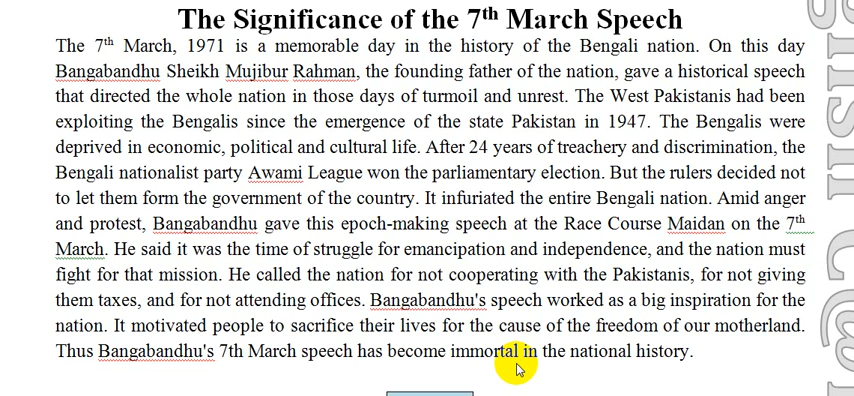 The Significance of the 7th March Speech
The 7th March, 1971 is a memorable day in the history of the Bengali nation. On this day
Bangabandhu Sheikh Mujibur Rahman, the founding father of the nation, gave a historical speech
that directed the whole nation in those days of turmoil and unrest. The West Pakistanis had been
exploiting the Bengalis since the emergence of the state Pakistan in 1947. The Bengalis were
deprived in economic, political and cultural life. After 24 years of treachery and discrimination, the
Bengali nationalist party Awami League won the parliamentary election. But the rulers decided not
to let them form the government of the country. It infuriated the entire Bengali nation. Amid anger
and protest, Bangabandhu gave this epoch-making speech at the Race Course Maidan on the 7th
March. He said it was the time of struggle for emancipation and independence, and the nation must
fight for that mission. He called the nation for not cooperating with the Pakistanis, for not giving
them taxes, and for not attending offices. Bangabandhu's speech worked as a big inspiration for the
nation. It motivated people to sacrifice their lives for the cause of the freedom of our motherland.
Thus Bangabandhu's 7th March speech has become immortal in the national history.